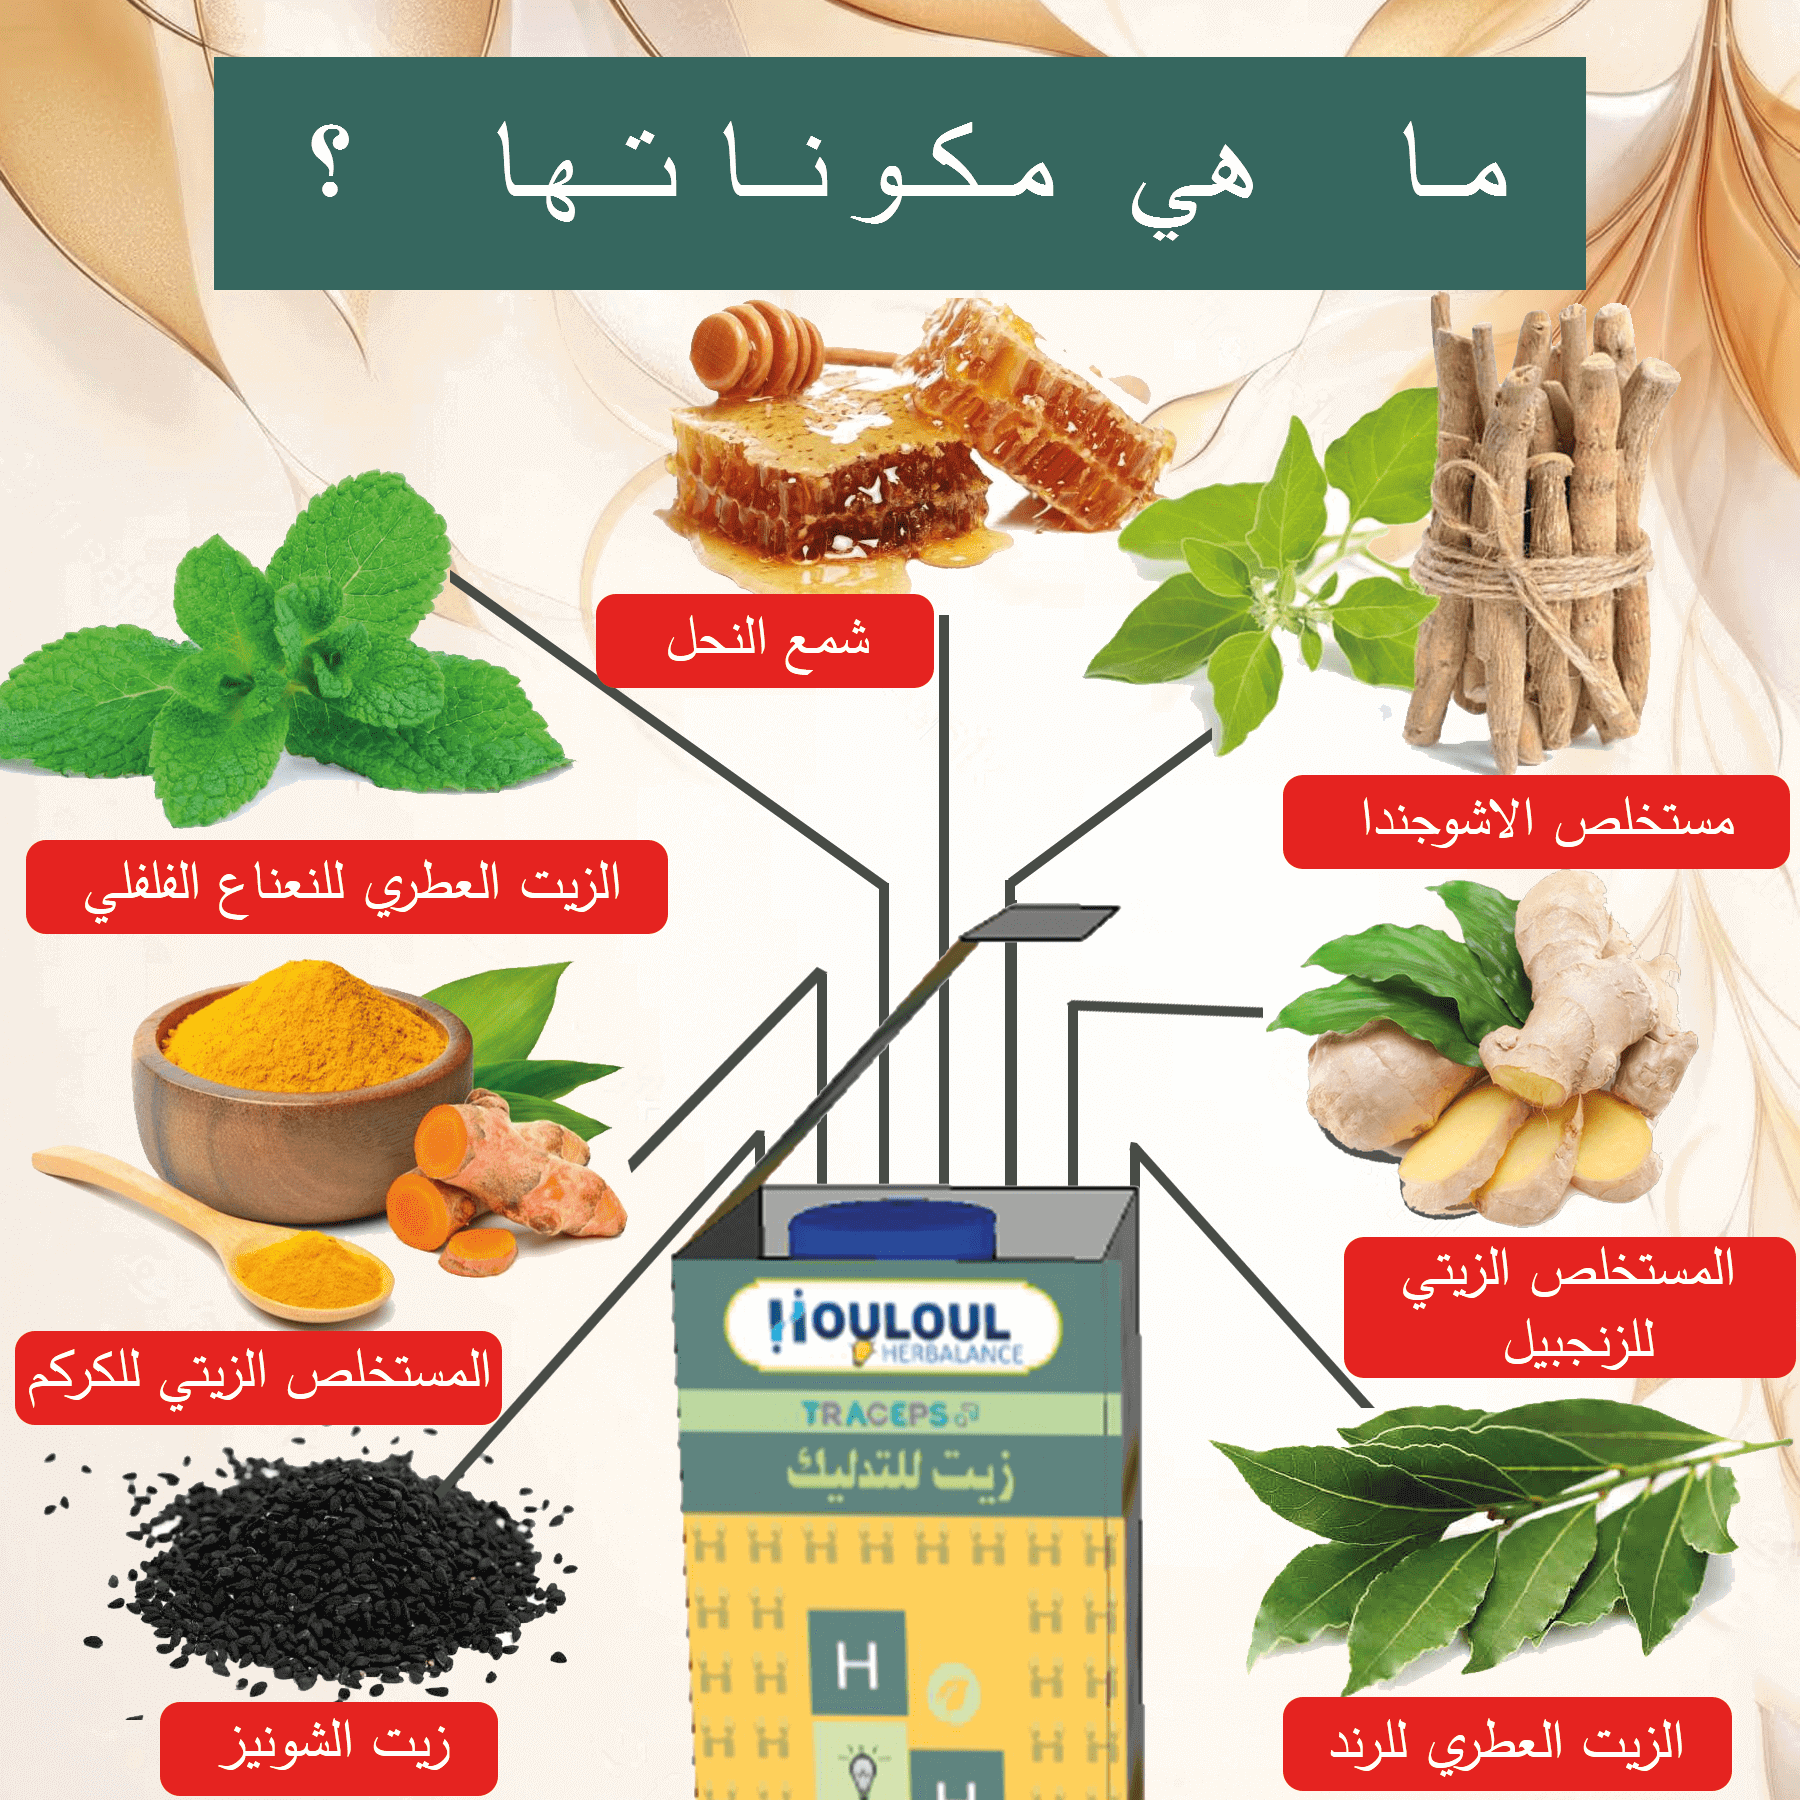 ما هي مكوناتها ؟
شمع النحل
مستخلص الاشوجندا
الزيت العطري للنعناع الفلفلي
المستخلص الزيتي
للزنجبيل
المستخلص الزيتي للكركم
HOULOUL
HERBALANCE
TRACEPS
زيت للتدليك
H
H
الزيت العطري للرند
زيت الشونيز